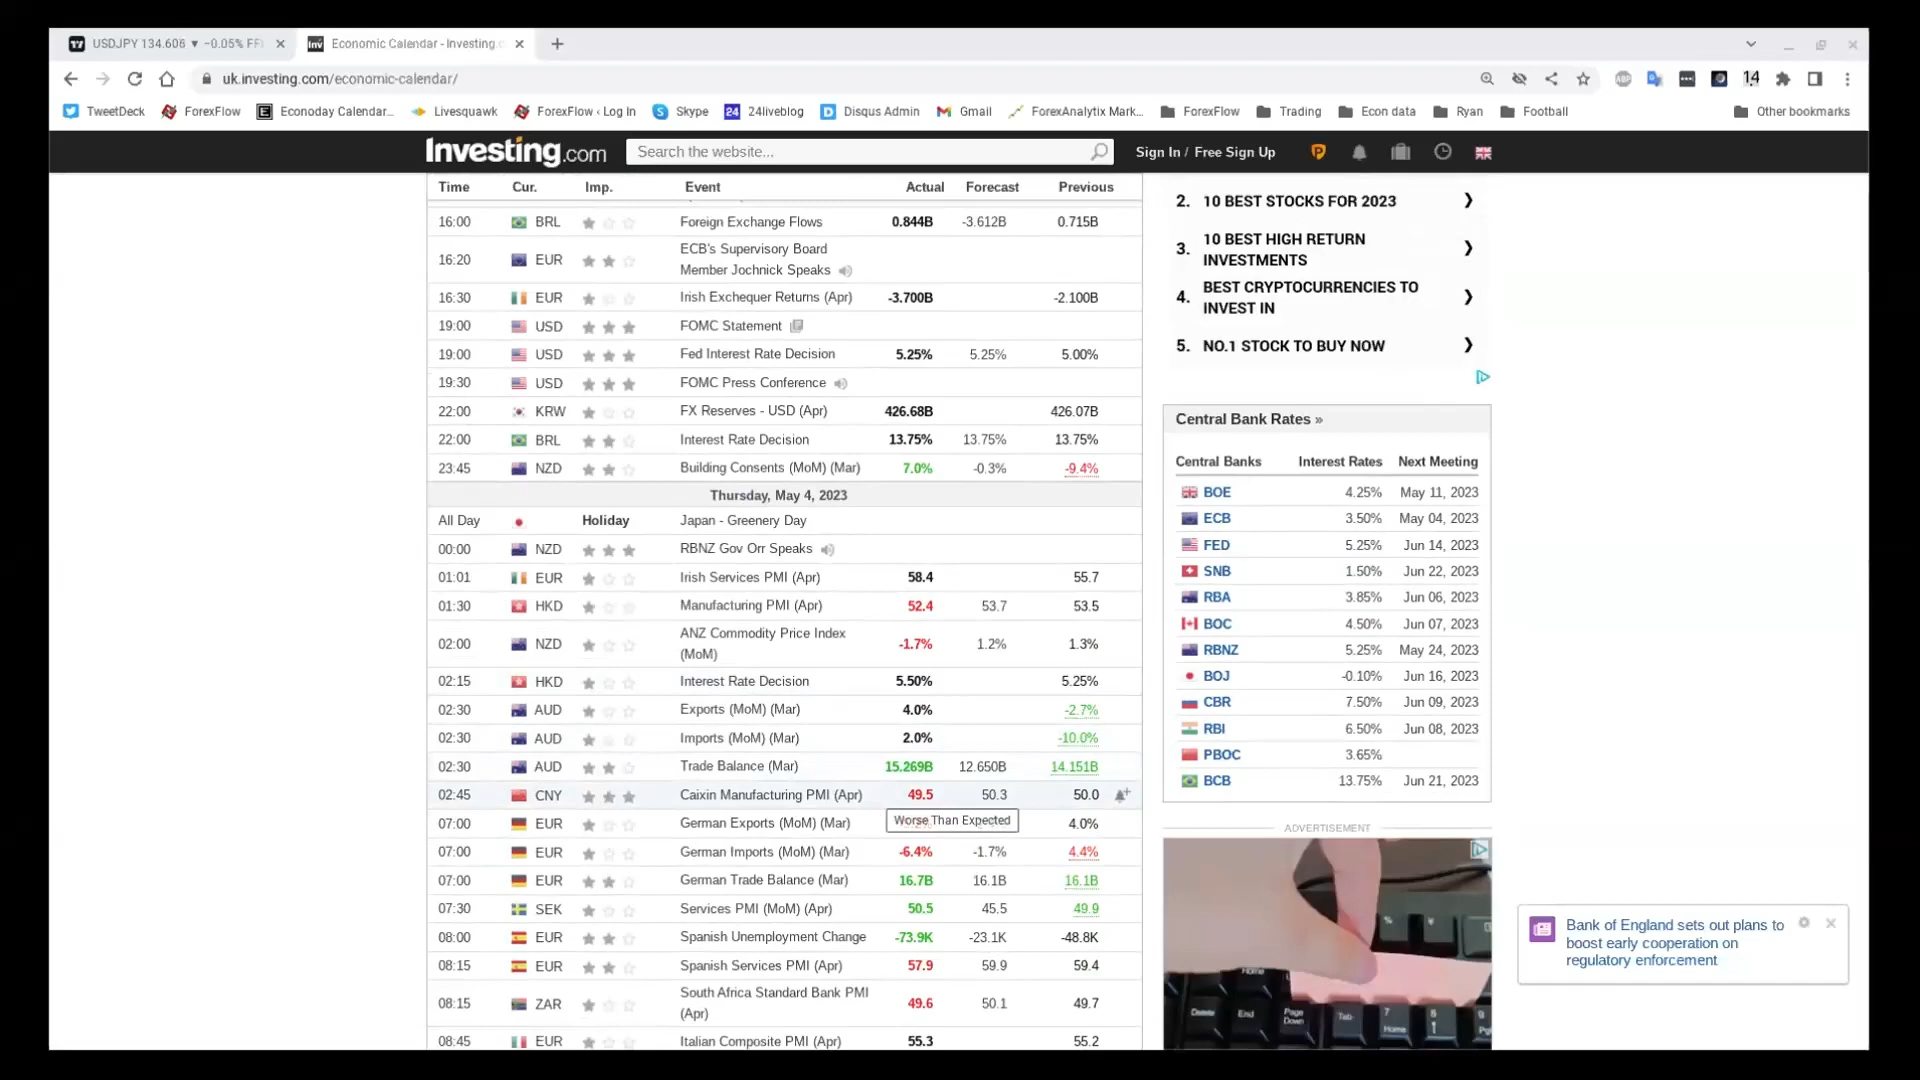 USDJPY 134.606 ▼ −0.05% FF
Economic Calendar - Investing.c
uk.investing.com/economic-calendar/
14
TweetDeck ForexFlow Econoday Calendar... Livesquawk ForexFlow ‹ Log In Skype 24 24liveblog Disqus Admin Gmail ForexAnalytix Mark... ForexFlow Trading Econ data Ryan Football Other bookmarks
Investing.com Search the website... Sign In / Free Sign Up
Time Cur. Imp. Event Actual Forecast Previous
16:00 BRL Foreign Exchange Flows 0.844B -3.612B 0.715B
16:20 EUR ECB's Supervisory Board
Member Jochnick Speaks
16:30 EUR Irish Exchequer Returns (Apr) -3.700B -2.100B
19:00 USD FOMC Statement
19:00 USD Fed Interest Rate Decision 5.25% 5.25% 5.00%
19:30 USD FOMC Press Conference
22:00 KRW FX Reserves - USD (Apr) 426.68B 426.07B
22:00 BRL Interest Rate Decision 13.75% 13.75% 13.75%
23:45 NZD Building Consents (MoM) (Mar) 7.0% -0.3% -9.4%
Thursday, May 4, 2023
All Day Holiday Japan - Greenery Day
00:00 NZD RBNZ Gov Orr Speaks
01:01 EUR Irish Services PMI (Apr) 58.4 55.7
01:30 HKD Manufacturing PMI (Apr) 52.4 53.7 53.5
02:00 NZD ANZ Commodity Price Index
(MoM) -1.7% 1.2% 1.3%
02:15 HKD Interest Rate Decision 5.50% 5.25%
02:30 AUD Exports (MoM) (Mar) 4.0% -2.7%
02:30 AUD Imports (MoM) (Mar) 2.0% -10.0%
02:30 AUD Trade Balance (Mar) 15.269B 12.650B 14.151B
02:45 CNY Caixin Manufacturing PMI (Apr) 49.5 50.3 50.0
Worse Than Expected
07:00 EUR German Exports (MoM) (Mar) 4.0%
07:00 EUR German Imports (MoM) (Mar) -6.4% -1.7% 4.4%
07:00 EUR German Trade Balance (Mar) 16.7B 16.1B 16.1B
07:30 SEK Services PMI (MoM) (Apr) 50.5 45.5 49.9
08:00 EUR Spanish Unemployment Change -73.9K -23.1K -48.8K
08:15 EUR Spanish Services PMI (Apr) 57.9 59.9 59.4
08:15 ZAR South Africa Standard Bank PMI
(Apr) 49.6 50.1 49.7
08:45 EUR Italian Composite PMI (Apr) 55.3 55.2
2. 10 BEST STOCKS FOR 2023
3. 10 BEST HIGH RETURN
INVESTMENTS
4. BEST CRYPTOCURRENCIES TO
INVEST IN
5. NO.1 STOCK TO BUY NOW
Central Bank Rates »
Central Banks Interest Rates Next Meeting
BOE 4.25% May 11, 2023
ECB 3.50% May 04, 2023
FED 5.25% Jun 14, 2023
SNB 1.50% Jun 22, 2023
RBA 3.85% Jun 06, 2023
BOC 4.50% Jun 07, 2023
RBNZ 5.25% May 24, 2023
BOJ -0.10% Jun 16, 2023
CBR 7.50% Jun 09, 2023
RBI 6.50% Jun 08, 2023
PBOC 3.65%
BCB 13.75% Jun 21, 2023
ADVERTISEMENT
Home
Delete End Page
Down Tab 7
Home 8 9
Bank of England sets out plans to
boost early cooperation on
regulatory enforcement